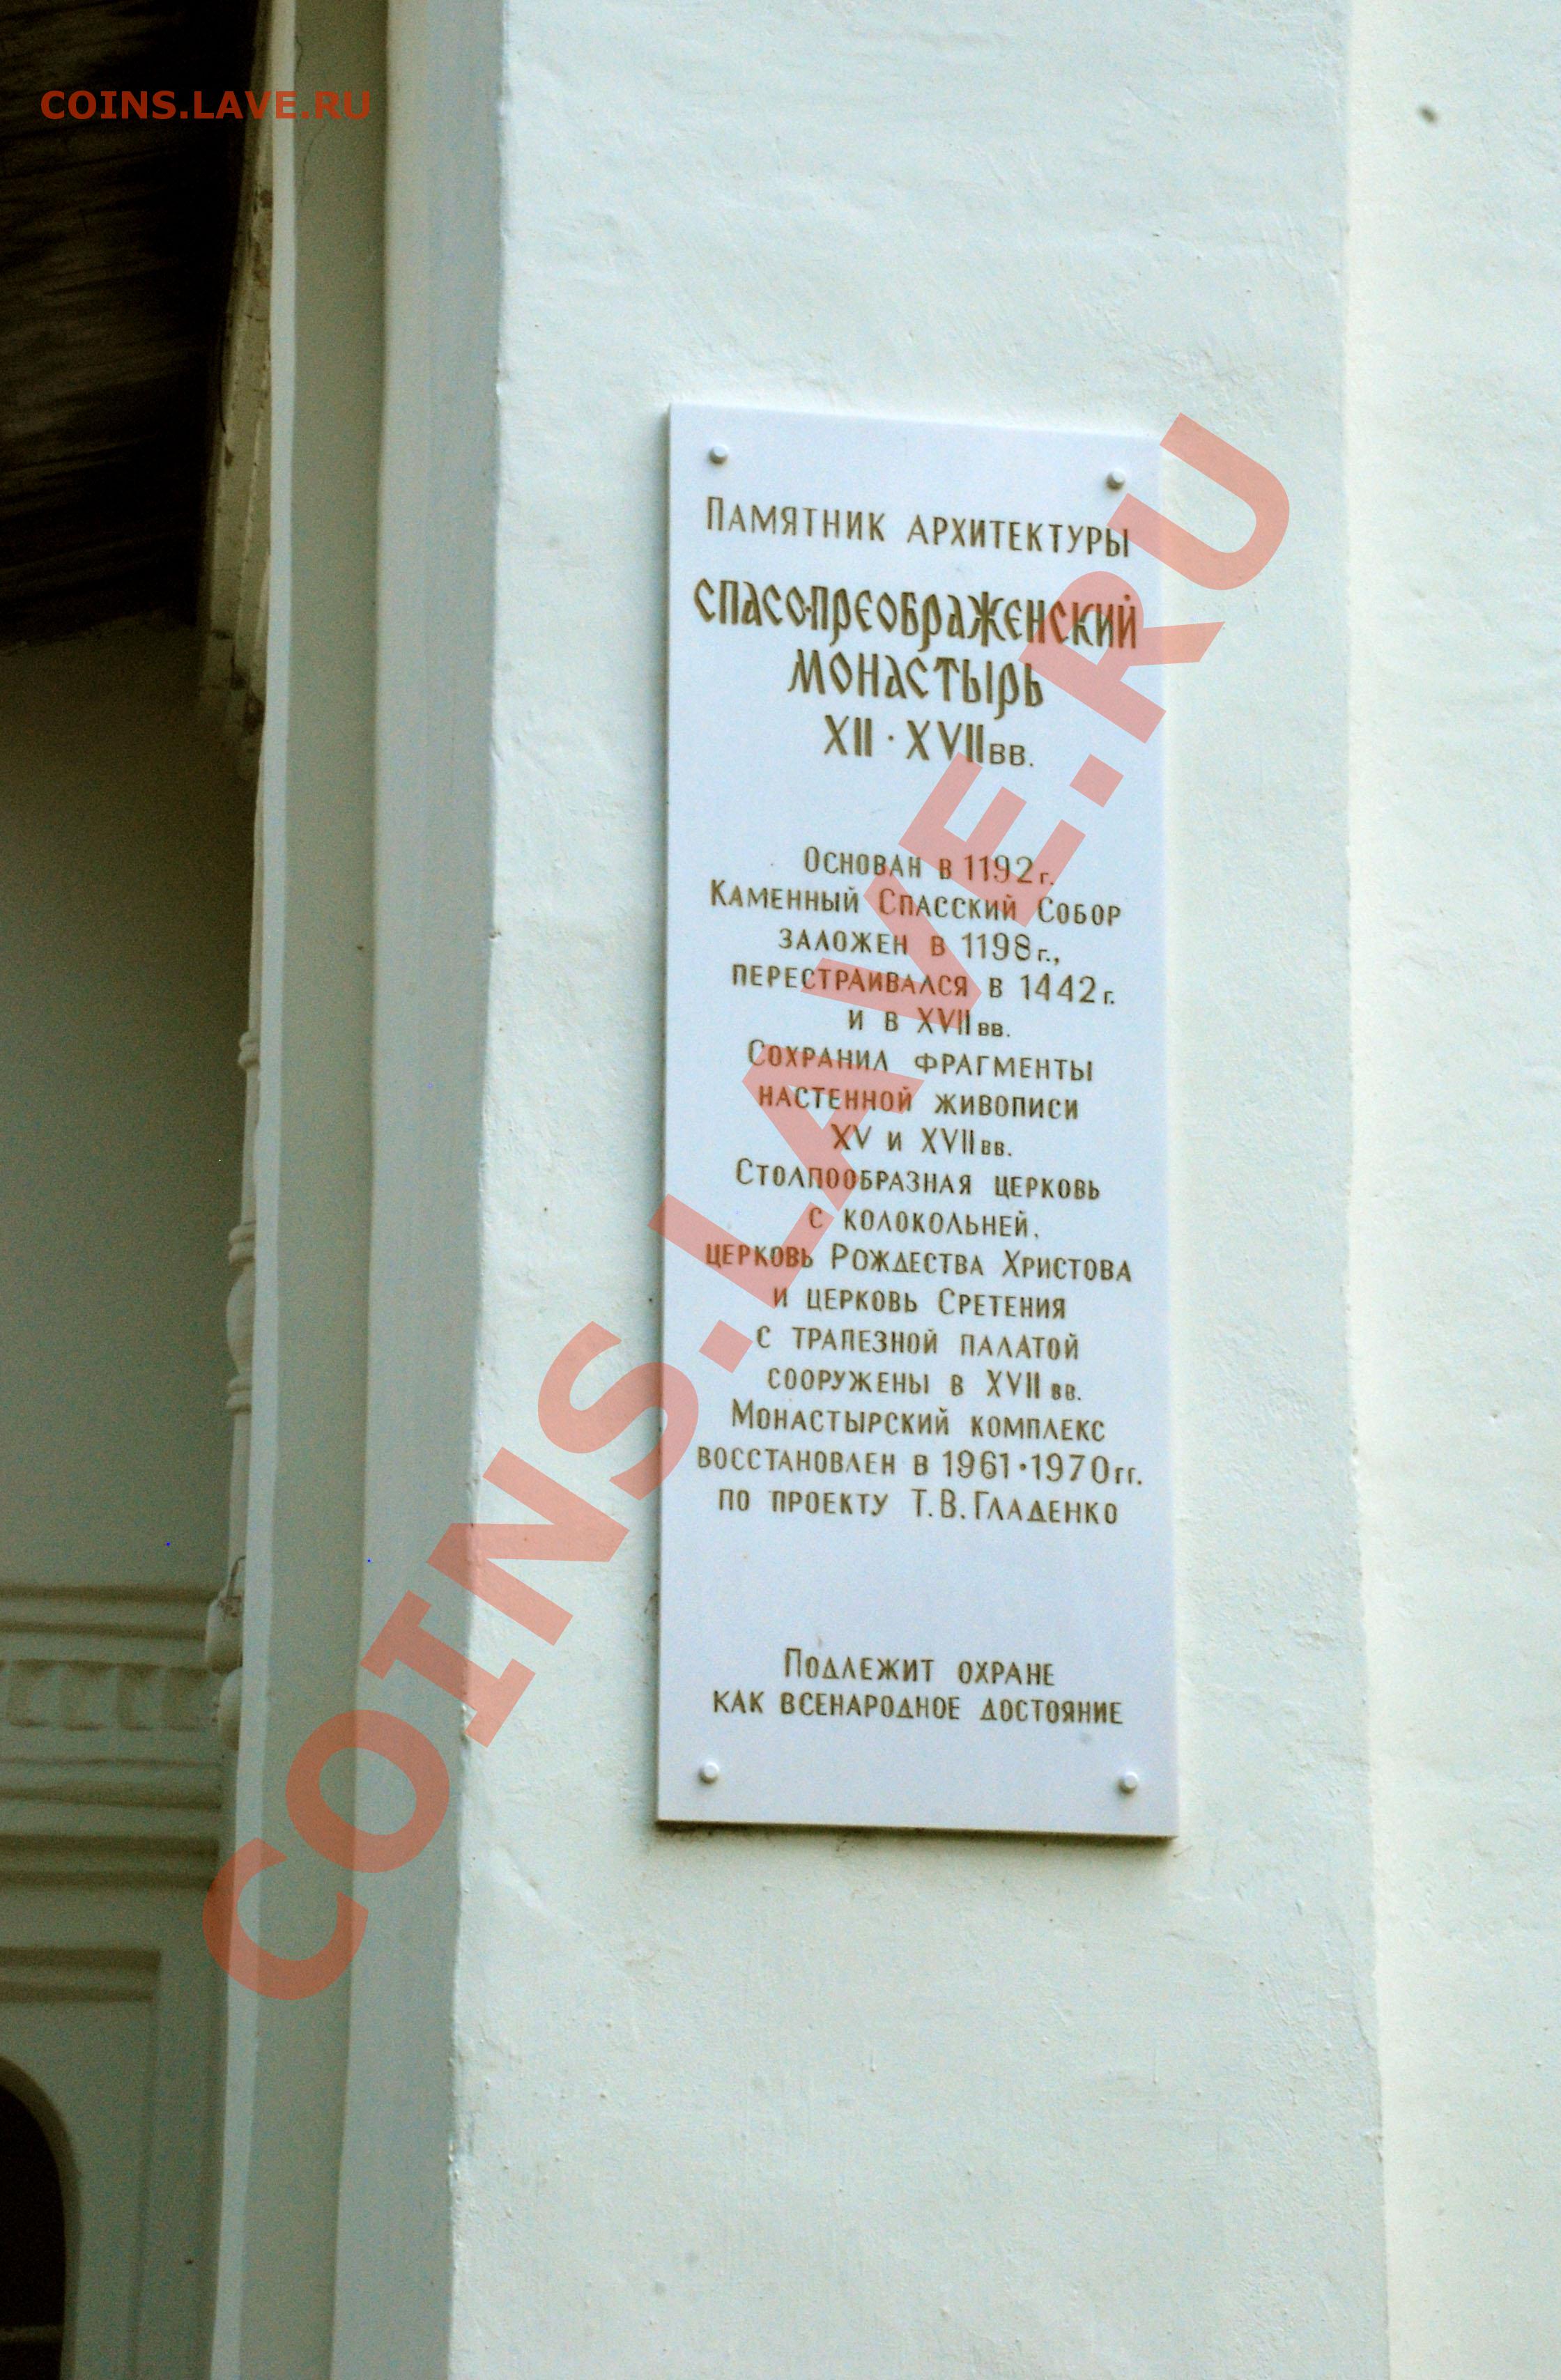 COINS.LAVE.RU
Памятник архитектуры
Спасо-Преображенский
монастырь
XII · XVII вв.
Основан в 1192 г.
Каменный Спасский Собор
заложен в 1198 г.,
перестраивался в 1442 г.
и в XVII вв.
Сохранил фрагменты
настенной живописи
XV и XVII вв.
Столпообразная церковь
с колокольней,
церковь Рождества Христова
и церковь Сретения
с трапезной палатой
сооружены в XVII вв.
Монастырский комплекс
восстановлен в 1961 · 1970 гг.
по проекту Т.В. Гладенко
Подлежит охране
как всенародное достояние
COINS.LAVE.RU